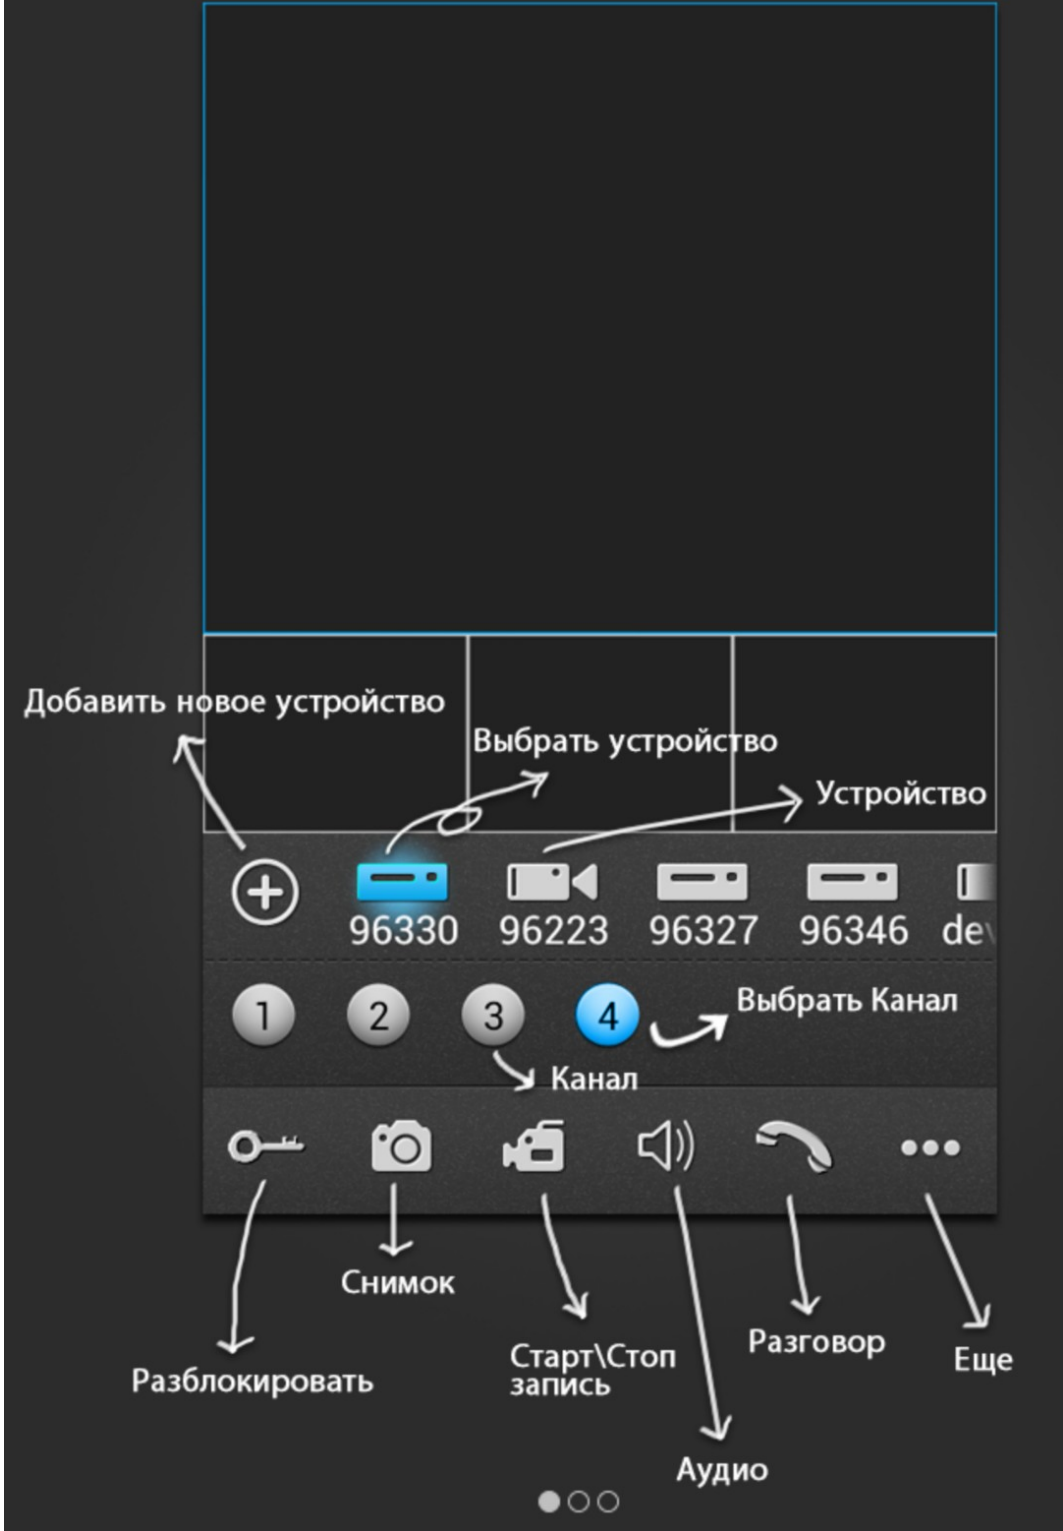 Добавить новое устройство
Выбрать устройство
Устройство
96330 96223 96327 96346 dev
1 2 3 4
Выбрать Канал
Канал
Снимок
Разговор
Старт\Стоп
запись
Еще
Разблокировать
Аудио